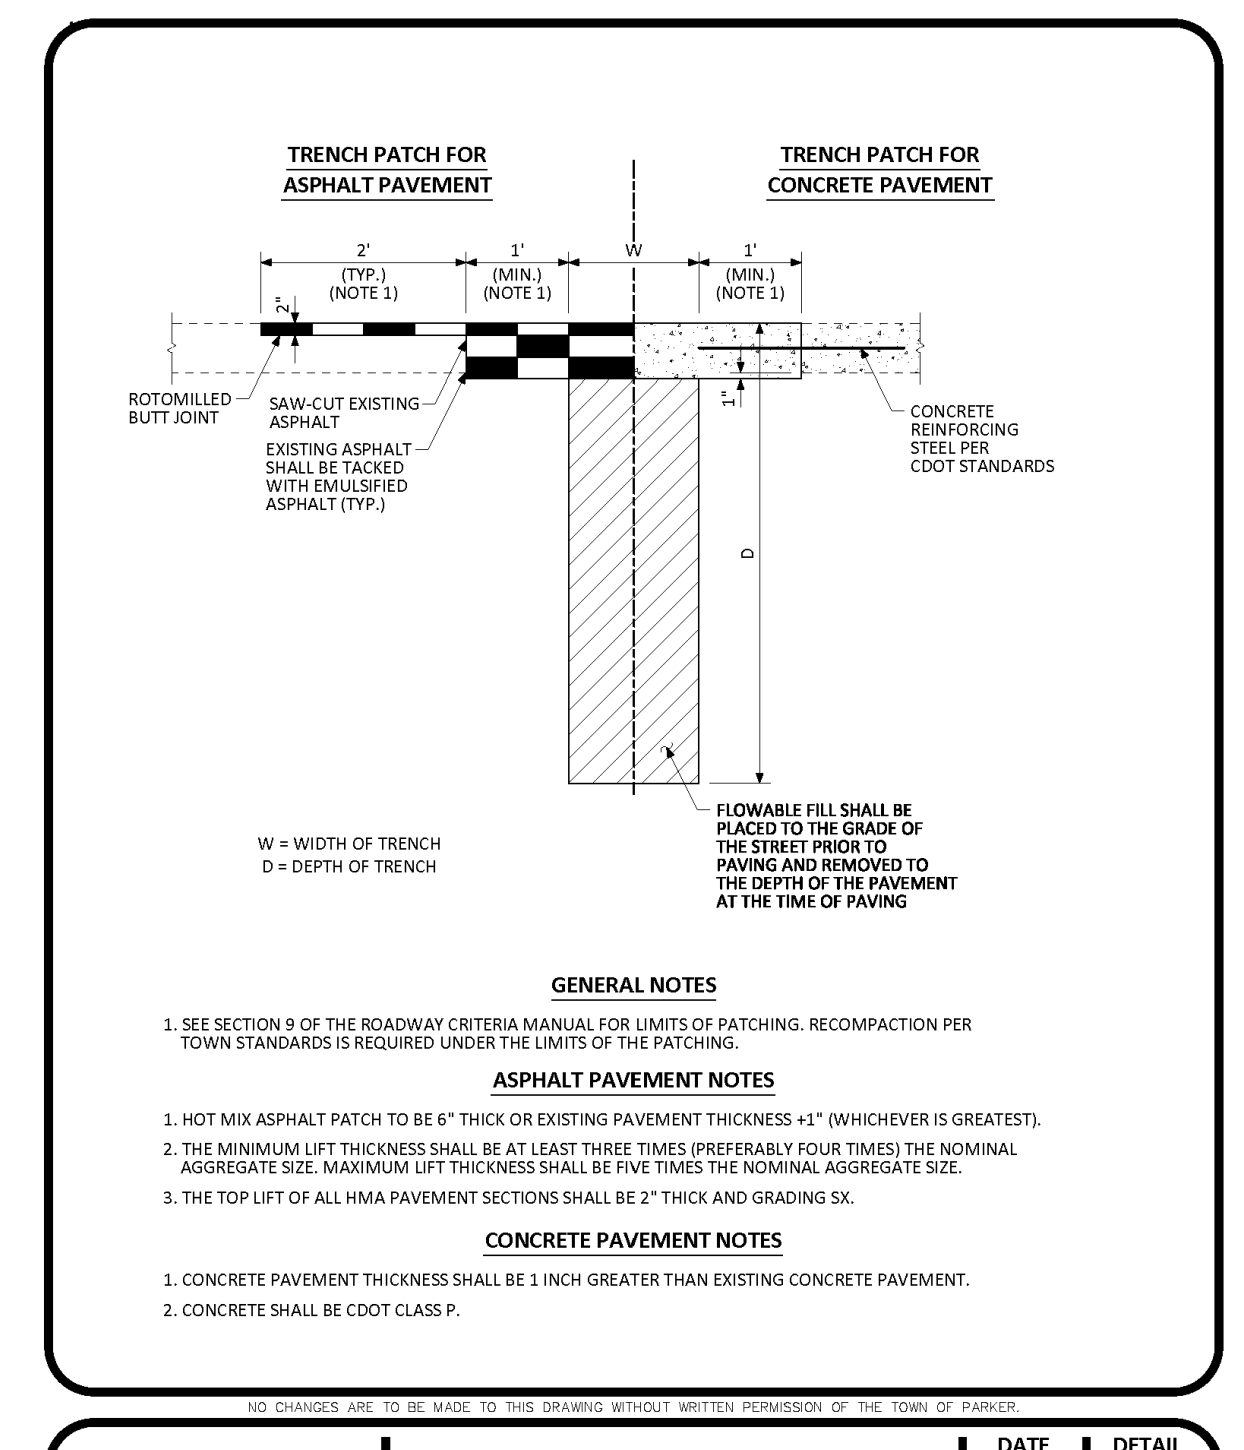 TRENCH PATCH FOR
ASPHALT PAVEMENT
TRENCH PATCH FOR
CONCRETE PAVEMENT
2'
(TYP.)
(NOTE 1)
1'
(MIN.)
(NOTE 1)
W
1'
(MIN.)
(NOTE 1)
2"
ROTOMILLED
BUTT JOINT
SAW-CUT EXISTING
ASPHALT
EXISTING ASPHALT
SHALL BE TACKED
WITH EMULSIFIED
ASPHALT (TYP.)
1"
CONCRETE
REINFORCING
STEEL PER
CDOT STANDARDS
D
FLOWABLE FILL SHALL BE
PLACED TO THE GRADE OF
THE STREET PRIOR TO
PAVING AND REMOVED TO
THE DEPTH OF THE PAVEMENT
AT THE TIME OF PAVING
W = WIDTH OF TRENCH
D = DEPTH OF TRENCH
GENERAL NOTES
1. SEE SECTION 9 OF THE ROADWAY CRITERIA MANUAL FOR LIMITS OF PATCHING. RECOMPACTION PER
TOWN STANDARDS IS REQUIRED UNDER THE LIMITS OF THE PATCHING.
ASPHALT PAVEMENT NOTES
1. HOT MIX ASPHALT PATCH TO BE 6" THICK OR EXISTING PAVEMENT THICKNESS +1" (WHICHEVER IS GREATEST).
2. THE MINIMUM LIFT THICKNESS SHALL BE AT LEAST THREE TIMES (PREFERABLY FOUR TIMES) THE NOMINAL
AGGREGATE SIZE. MAXIMUM LIFT THICKNESS SHALL BE FIVE TIMES THE NOMINAL AGGREGATE SIZE.
3. THE TOP LIFT OF ALL HMA PAVEMENT SECTIONS SHALL BE 2" THICK AND GRADING SX.
CONCRETE PAVEMENT NOTES
1. CONCRETE PAVEMENT THICKNESS SHALL BE 1 INCH GREATER THAN EXISTING CONCRETE PAVEMENT.
2. CONCRETE SHALL BE CDOT CLASS P.
NO CHANGES ARE TO BE MADE TO THIS DRAWING WITHOUT WRITTEN PERMISSION OF THE TOWN OF PARKER.
DATE
DETAIL